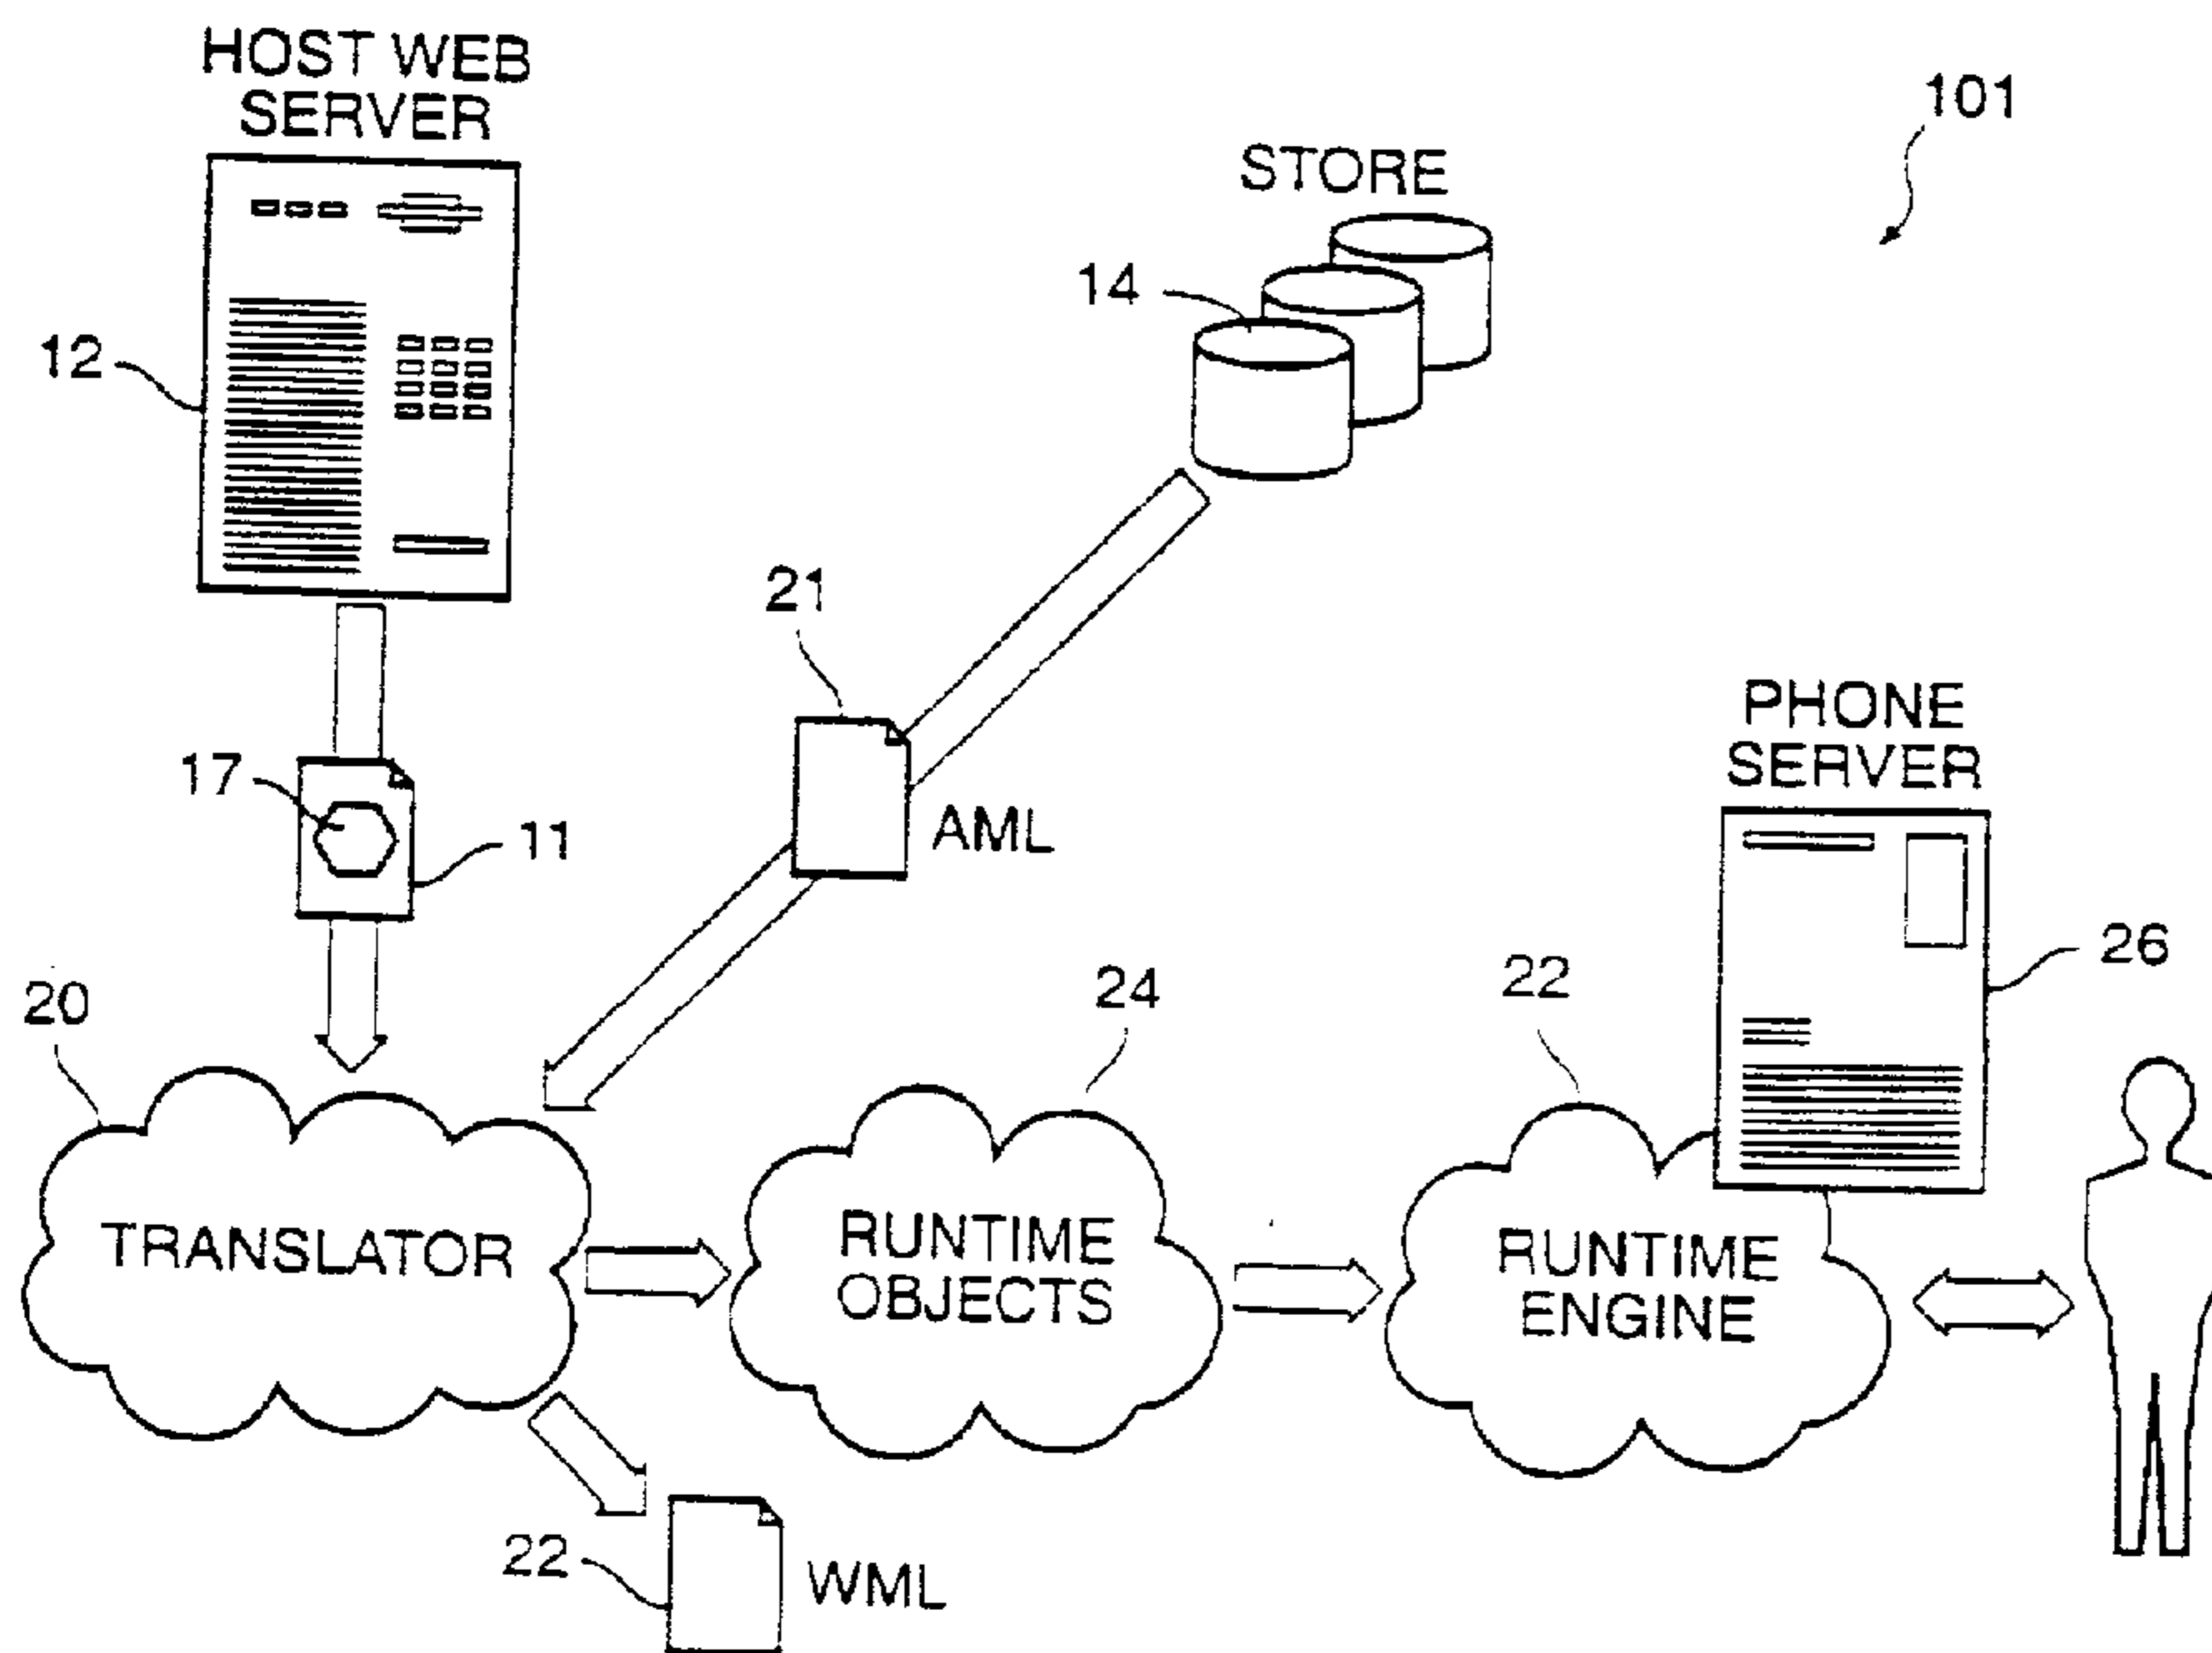 HOST WEB
SERVER
101
STORE
14
12
21
PHONE
SERVER
17
11
AML
26
20
24
22
TRANSLATOR
RUNTIME
OBJECTS
RUNTIME
ENGINE
22
WML